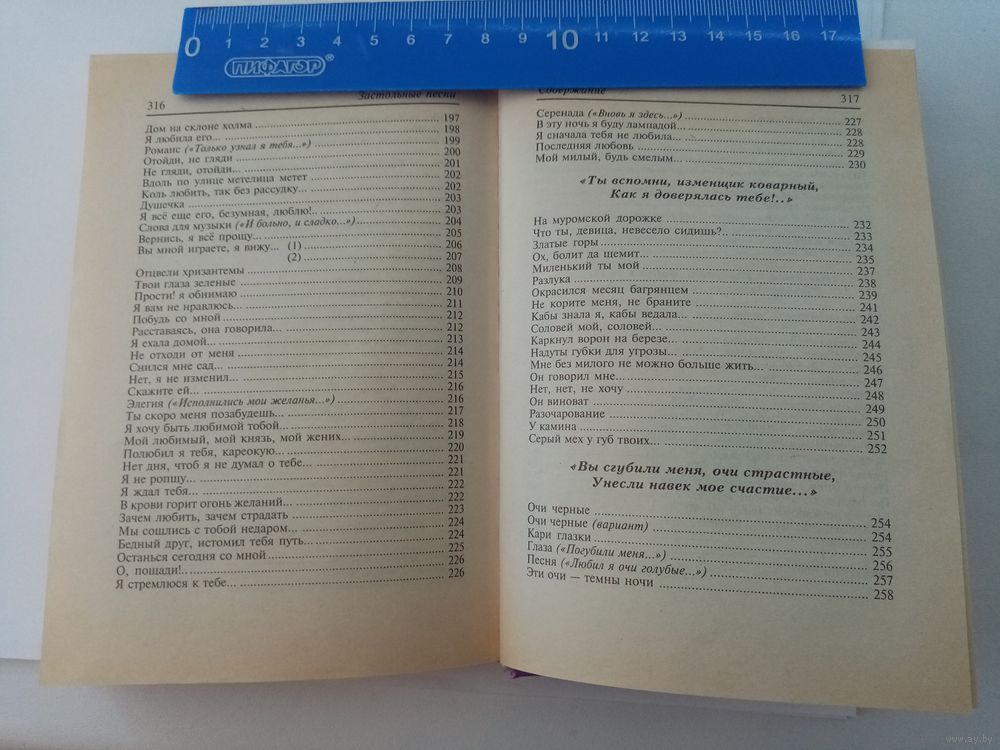 0 1 2 3 4 5 6 7 8 9 10 11 12 13 14 15 16 17
ПИФАГОР®
316 Застольные песни
Дом на склоне холма 197
Я любила его... 198
Романс («Только узнал я тебя...») 199
Отойди, не гляди 200
Не гляди, отойди... 201
Вдоль по улице метелица метет 202
Коль любить, так без рассудку... 202
Душечка 203
Я всё еще его, безумная, люблю!.. 203
Слова для музыки («И больно, и сладко...») 204
Вернись, я всё прощу... 205
Вы мной играете, я вижу... (1) 206
(2) 207
Отцвели хризантемы 208
Твои глаза зеленые 209
Прости! я обнимаю 210
Я вам не нравлюсь... 211
Побудь со мной 212
Расставаясь, она говорила... 212
Я ехала домой... 213
Не отходи от меня 214
Снился мне сад... 214
Нет, я не изменил... 215
Скажите ей... 216
Элегия («Исполнились мои желанья...») 216
Ты скоро меня позабудешь... 217
Я хочу быть любимой тобой... 218
Мой любимый, мой князь, мой жених... 219
Полюбил я тебя, кареокую... 220
Нет дня, чтоб я не думал о тебе... 221
Я не ропщу... 221
Я ждал тебя... 222
В крови горит огонь желаний... 222
Зачем любить, зачем страдать 223
Мы сошлись с тобой недаром... 224
Бедный друг, истомил тебя путь... 224
Останься сегодня со мной 225
О, пощади!.. 226
Я стремлюся к тебе... 226
Содержание 317
Серенада («Вновь я здесь...») 227
В эту ночь я буду лампадой... 228
Я сначала тебя не любила... 228
Последняя любовь 229
Мой милый, будь смелым... 230
«Ты вспомни, изменщик коварный,
Как я доверялась тебе!..»
На муромской дорожке 232
Что ты, девица, невесело сидишь?.. 233
Златые горы 234
Ох, болит да щемит... 235
Миленький ты мой 237
Разлука 238
Окрасился месяц багрянцем 239
Не корите меня, не браните 241
Кабы знала я, кабы ведала... 242
Соловей мой, соловей... 243
Каркнул ворон на березе... 244
Надуты губки для угрозы... 245
Мне без милого не можно больше жить... 246
Он говорил мне... 247
Нет, нет, не хочу 248
Он виноват 249
Разочарование 250
У камина 251
Серый мех у губ твоих... 252
«Вы сгубили меня, очи страстные,
Унесли навек мое счастие...»
Очи черные 254
Очи черные (вариант) 254
Кари глазки 255
Глаза («Погубили меня...») 256
Песня («Любил я очи голубые...») 257
Эти очи — темны ночи 258
www.ay.by